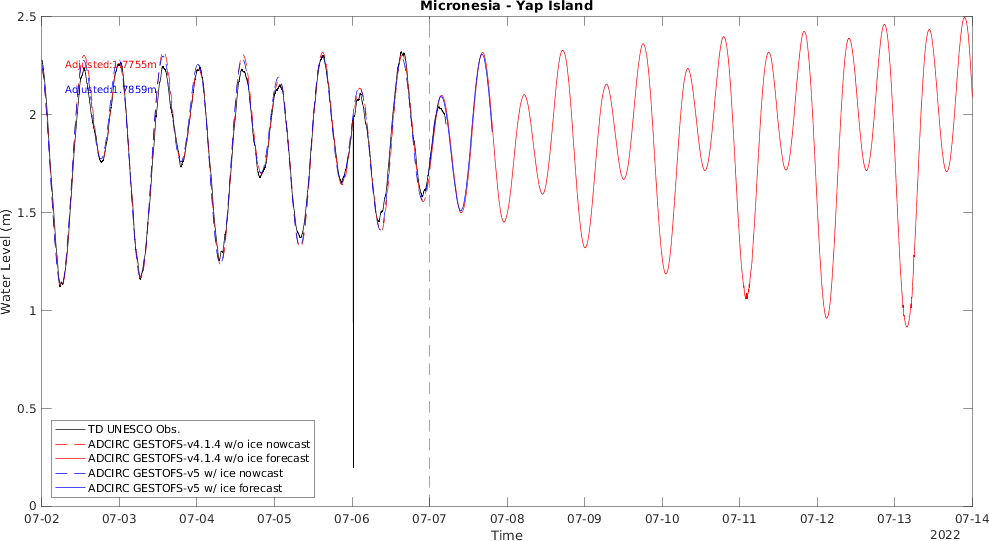 Micronesia - Yap Island
2.5
2
1.5
1
0.5
0
Water Level (m)
Adjusted:1.7755m
Adjusted:1.7859m
TD UNESCO Obs.
ADCIRC GESTOFS-v4.1.4 w/o ice nowcast
ADCIRC GESTOFS-v4.1.4 w/o ice forecast
ADCIRC GESTOFS-v5 w/ ice nowcast
ADCIRC GESTOFS-v5 w/ ice forecast
07-02 07-03 07-04 07-05 07-06 07-07 07-08 07-09 07-10 07-11 07-12 07-13 07-14
Time
2022